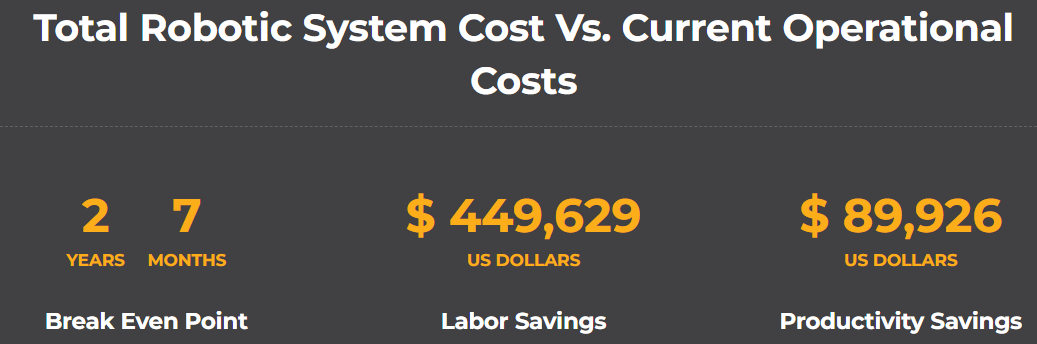 Total Robotic System Cost Vs. Current Operational
Costs
2 7 $ 449,629 $ 89,926
YEARS MONTHS US DOLLARS US DOLLARS
Break Even Point Labor Savings Productivity Savings